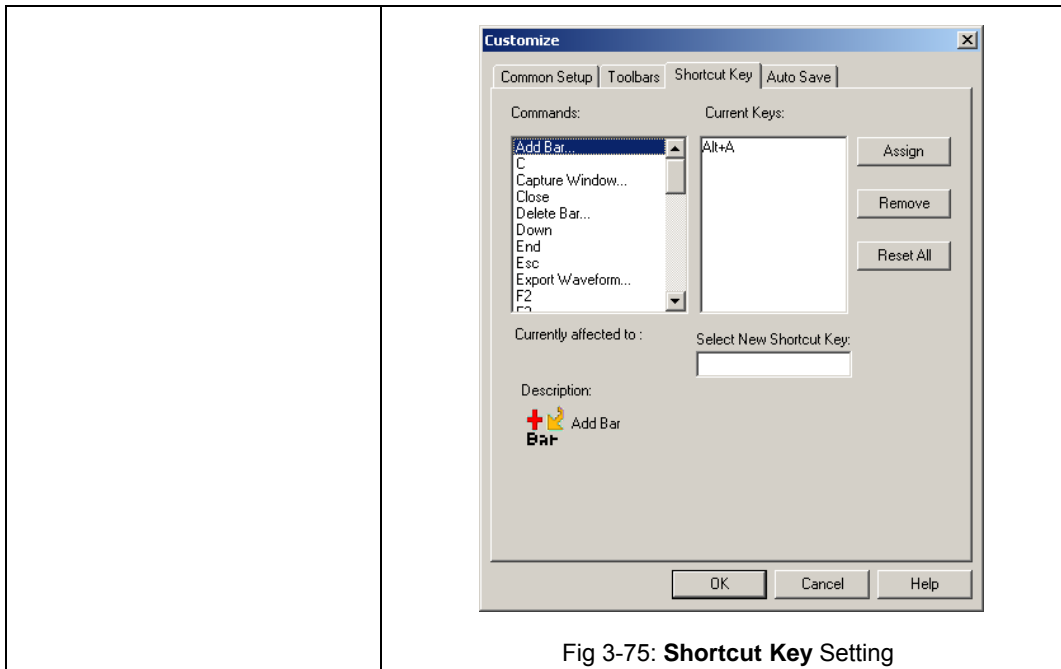 Customize
Common Setup Toolbars Shortcut Key Auto Save
Commands: Current Keys:
Add Bar... Alt+A Assign
C
Capture Window...
Close
Delete Bar... Remove
Down
End
Esc Reset All
Export Waveform...
F2
Currently affected to : Select New Shortcut Key:
Description:
Add Bar
Bar
OK Cancel Help
Fig 3-75: Shortcut Key Setting